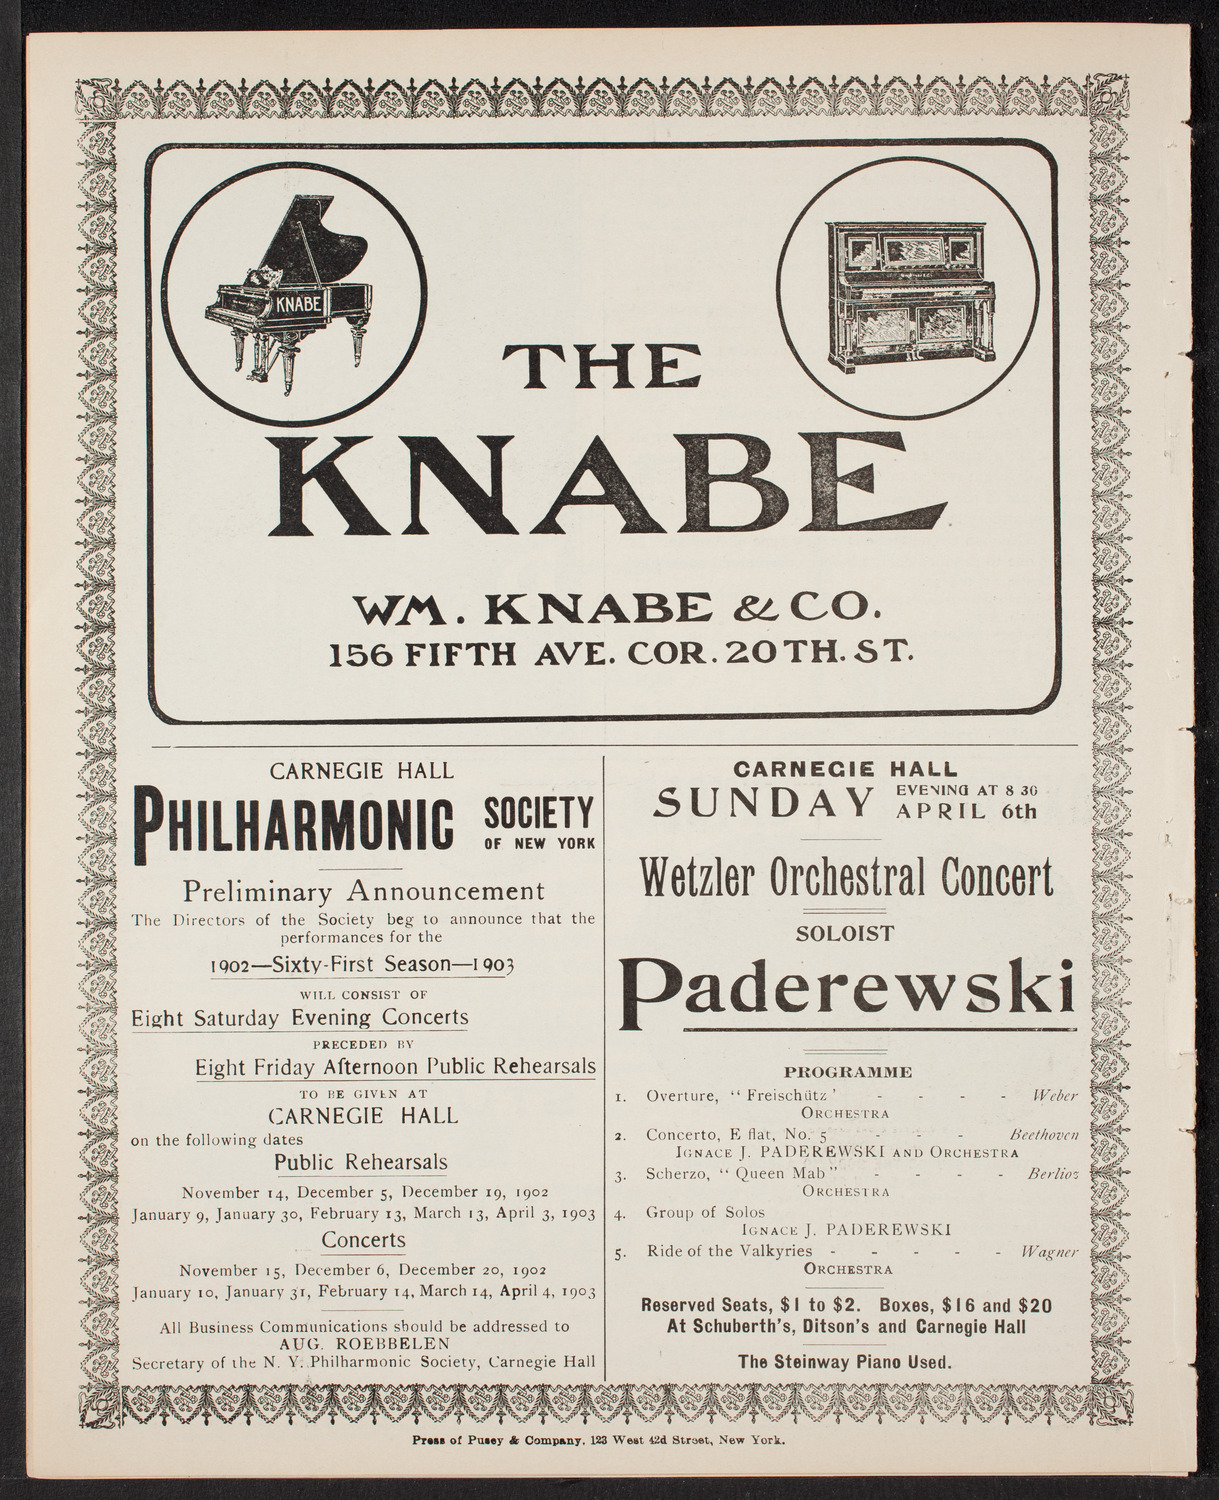 KNABE
THE
KNABE
WM. KNABE & CO.
156 FIFTH AVE. COR. 20TH. ST.
CARNEGIE HALL
PHILHARMONIC SOCIETY
OF NEW YORK
Preliminary Announcement
The Directors of the Society beg to announce that the
performances for the
1902—Sixty-First Season—1903
WILL CONSIST OF
Eight Saturday Evening Concerts
PRECEDED BY
Eight Friday Afternoon Public Rehearsals
TO BE GIVEN AT
CARNEGIE HALL
on the following dates
Public Rehearsals
November 14, December 5, December 19, 1902
January 9, January 30, February 13, March 13, April 3, 1903
Concerts
November 15, December 6, December 20, 1902
January 10, January 31, February 14, March 14, April 4, 1903
All Business Communications should be addressed to
AUG. ROEBBELEN
Secretary of the N. Y. Philharmonic Society, Carnegie Hall
CARNEGIE HALL
SUNDAY EVENING AT 8 30
APRIL 6th
Wetzler Orchestral Concert
SOLOIST
Paderewski
PROGRAMME
1. Overture, “ Freischütz ’ - - - - Weber
ORCHESTRA
2. Concerto, E flat, No. 5 - - - Beethoven
IGNACE J. PADEREWSKI AND ORCHESTRA
3. Scherzo, “ Queen Mab ” - - - - Berlioz
ORCHESTRA
4. Group of Solos
IGNACE J. PADEREWSKI
5. Ride of the Valkyries - - - - - Wagner
ORCHESTRA
Reserved Seats, $1 to $2. Boxes, $16 and $20
At Schuberth's, Ditson's and Carnegie Hall
The Steinway Piano Used.
Press of Pusey & Company, 123 West 42d Street, New York.